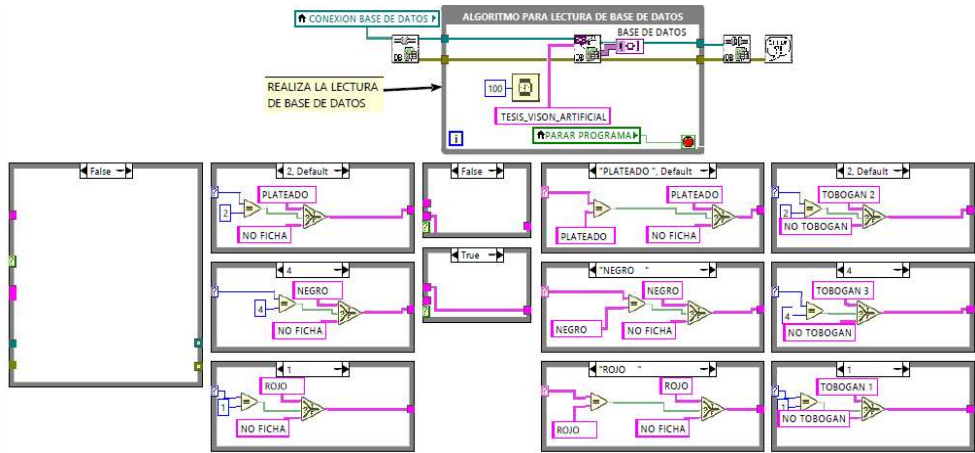 CONEXION BASE DE DATOS
ALGORITMO PARA LECTURA DE BASE DE DATOS
BASE DE DATOS
DB
DB
DB
REALIZA LA LECTURA
DE BASE DE DATOS
100
TESIS_VISON_ARTIFICIAL
PARAR PROGRAMA
i
False
2, Default
PLATEADO
2
NO FICHA
False
"PLATEADO ", Default
PLATEADO
PLATEADO
NO FICHA
2, Default
TOBOGAN 2
2
NO TOBOGAN
4
NEGRO
4
NO FICHA
True
"NEGRO "
NEGRO
NEGRO
NO FICHA
4
TOBOGAN 3
4
NO TOBOGAN
1
ROJO
1
NO FICHA
"ROJO "
ROJO
ROJO
NO FICHA
1
TOBOGAN 1
1
NO TOBOGAN